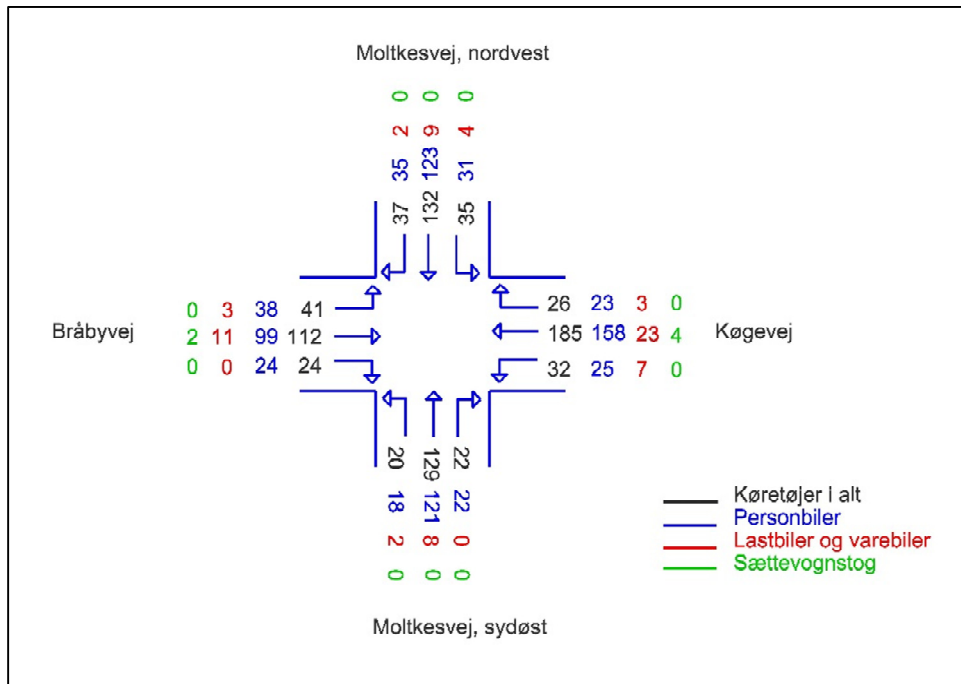 Moltkesvej, nordvest
0 0 0
2 9 4
35 123 31
37 132 35
0 3 38 41
2 11 99 112
0 0 24 24
Bråbyvej
26 23 3 0
185 158 23 4
32 25 7 0
Køgevej
20 129 22
18 121 22
2 8 0
0 0 0
Moltkesvej, sydøst
Køretøjer i alt
Personbiler
Lastbiler og varebiler
Sættevognstog